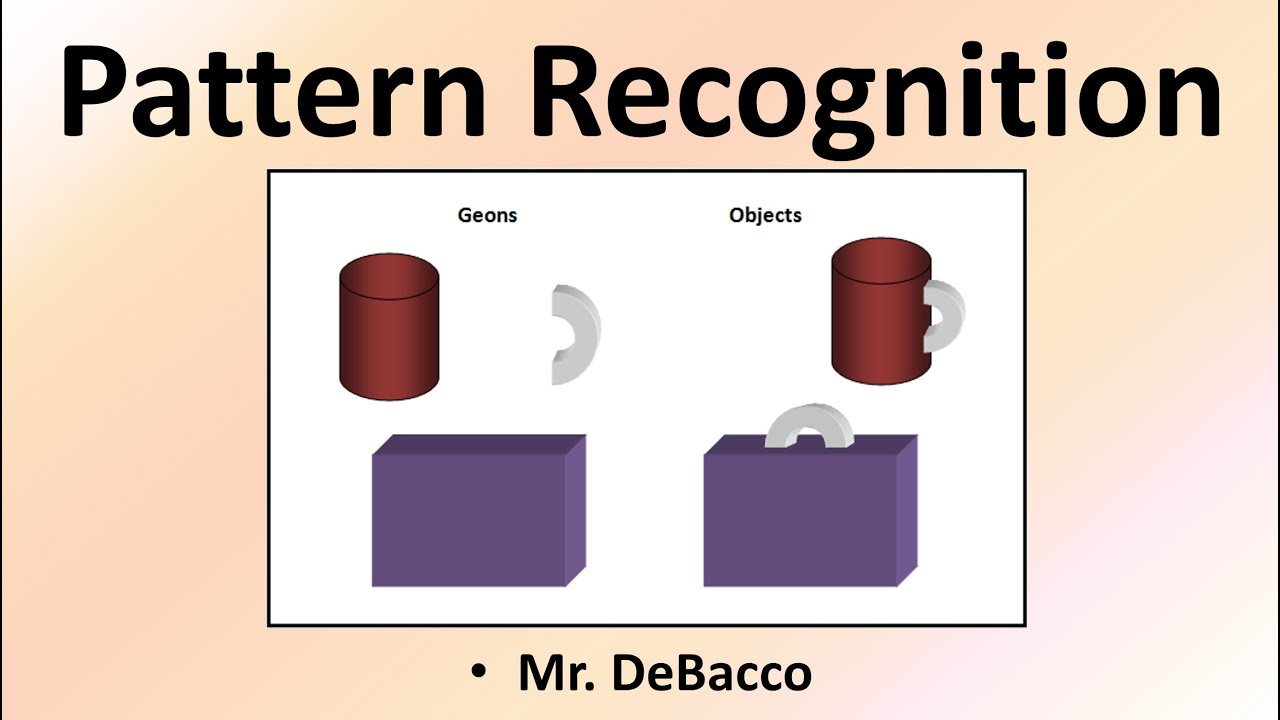 Pattern Recognition
Geons Objects
• Mr. DeBacco